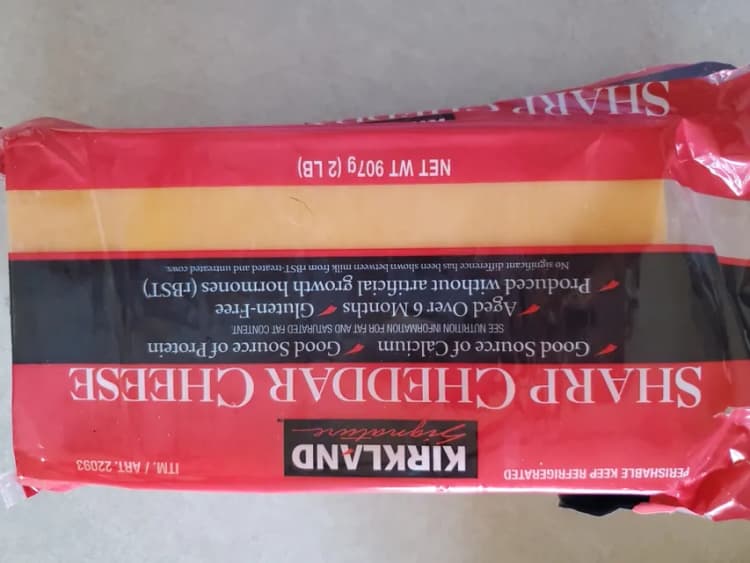 PERISHABLE KEEP REFRIGERATED
ITM. / ART. 22093
KIRKLAND
Signature
SHARP CHEDDAR CHEESE
Good Source of Calcium Good Source of Protein
SEE NUTRITION INFORMATION FOR FAT AND SATURATED FAT CONTENT.
Aged Over 6 Months Gluten-Free
Produced without artificial growth hormones (rBST)
No significant difference has been shown between milk from rBST-treated and untreated cows.
NET WT 907g (2 LB)
SHARP